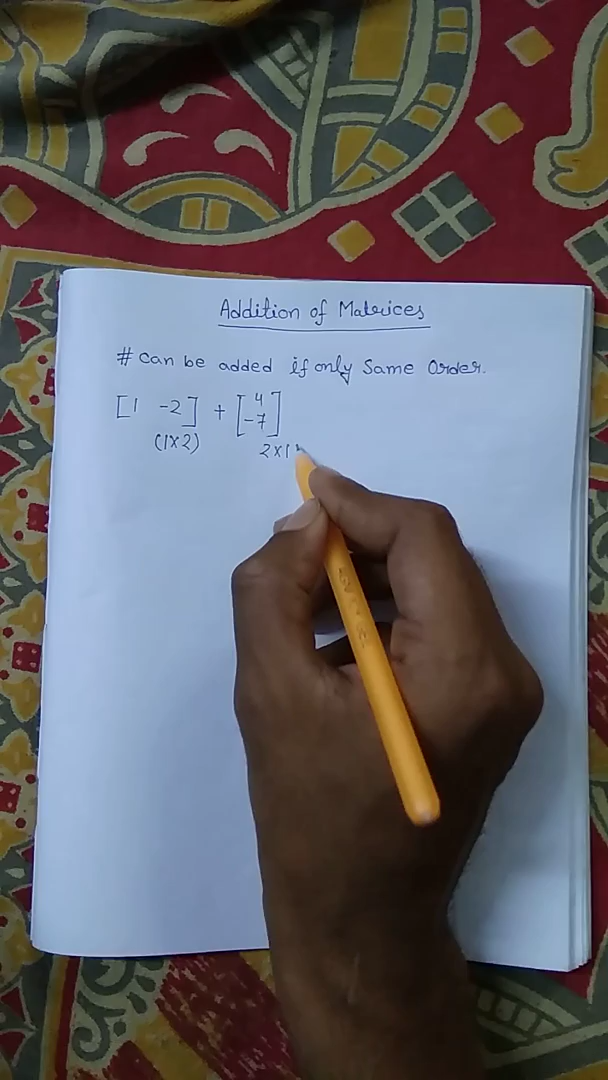 Addition of Matrices
# Can be added if only Same Order.
[1 -2] + [4
-7]
(1×2) 2×1